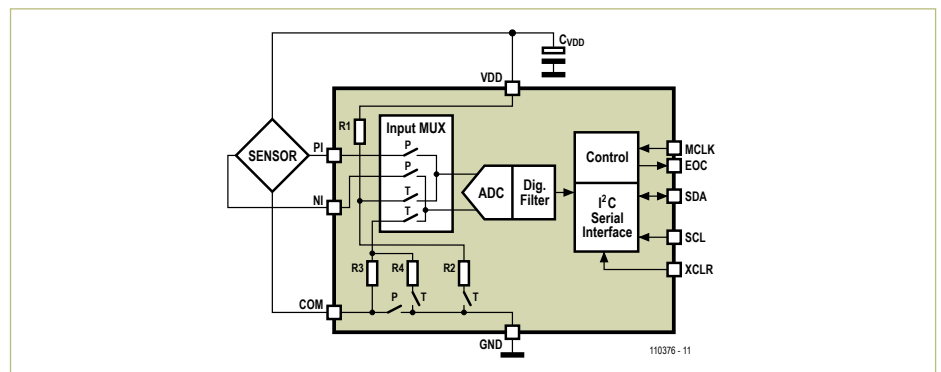 C_VDD
VDD
R1
Input MUX
P
P
T
T
SENSOR
PI
NI
COM
ADC
Dig.
Filter
Control
I²C
Serial
Interface
MCLK
EOC
SDA
SCL
XCLR
R3
R4
R2
P
T
T
GND
110376 - 11